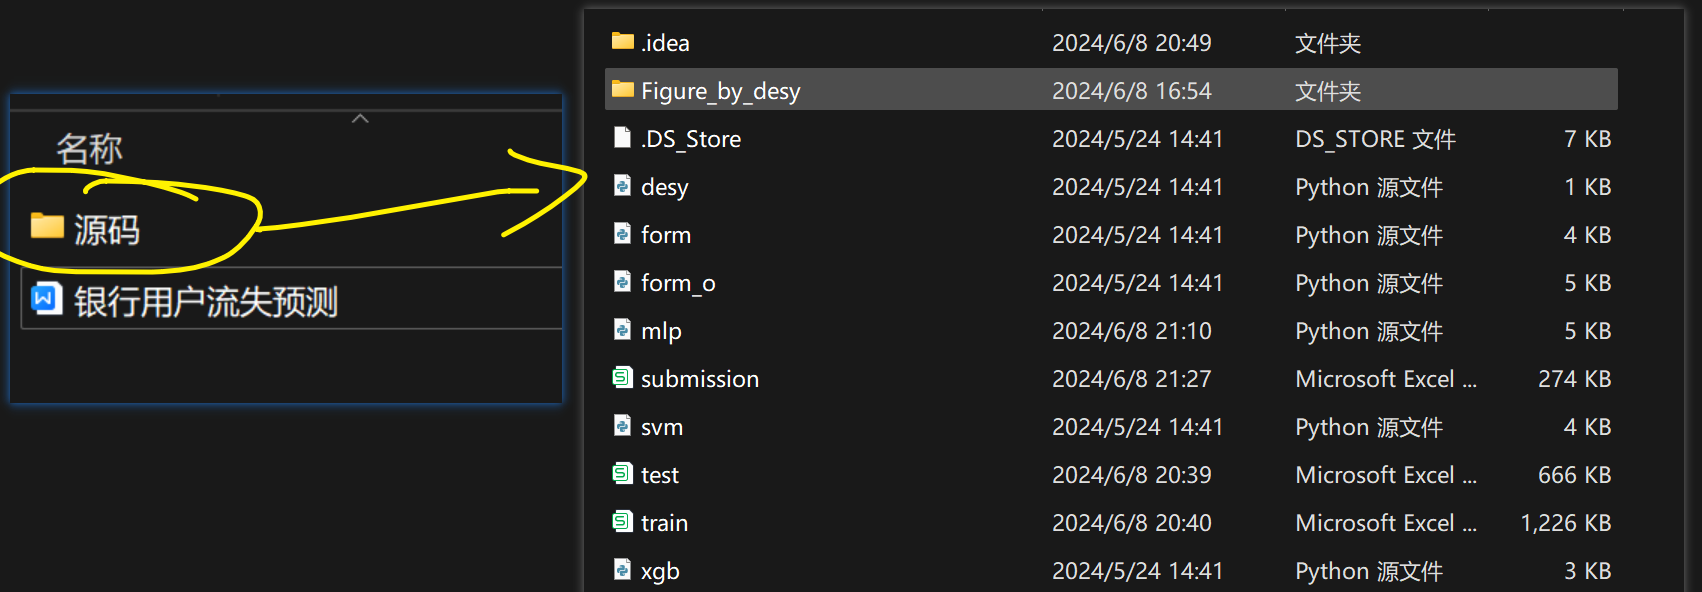 名称
源码
银行用户流失预测
.idea 2024/6/8 20:49 文件夹
Figure_by_desy 2024/6/8 16:54 文件夹
.DS_Store 2024/5/24 14:41 DS_STORE 文件 7 KB
desy 2024/5/24 14:41 Python 源文件 1 KB
form 2024/5/24 14:41 Python 源文件 4 KB
form_o 2024/5/24 14:41 Python 源文件 5 KB
mlp 2024/6/8 21:10 Python 源文件 5 KB
submission 2024/6/8 21:27 Microsoft Excel ... 274 KB
svm 2024/5/24 14:41 Python 源文件 4 KB
test 2024/6/8 20:39 Microsoft Excel ... 666 KB
train 2024/6/8 20:40 Microsoft Excel ... 1,226 KB
xgb 2024/5/24 14:41 Python 源文件 3 KB